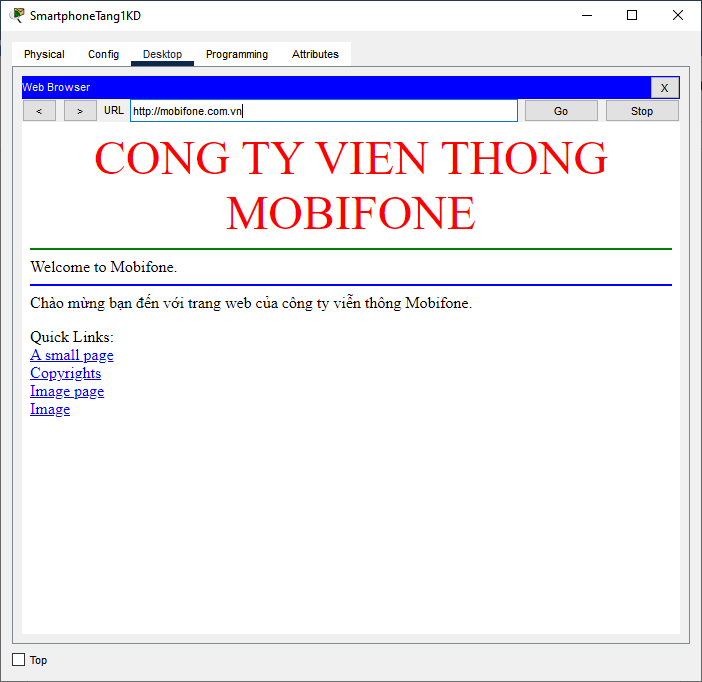 SmartphoneTang1KD
Physical Config Desktop Programming Attributes
Web Browser X
< > URL http://mobifone.com.vn Go Stop
CONG TY VIEN THONG
MOBIFONE
Welcome to Mobifone.
Chào mừng bạn đến với trang web của công ty viễn thông Mobifone.
Quick Links:
A small page
Copyrights
Image page
Image
Top